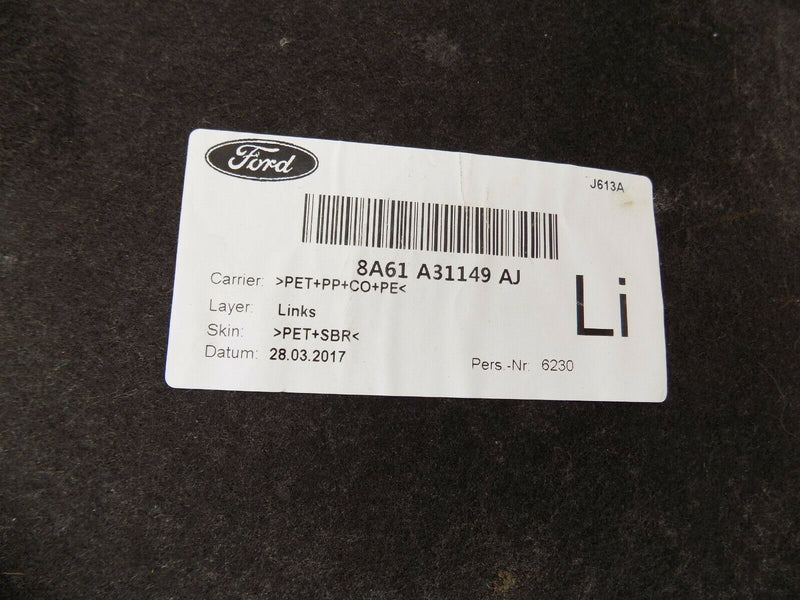 Ford
J613A
8A61 A31149 AJ
Carrier: >PET+PP+CO+PE<
Layer: Links
Skin: >PET+SBR<
Datum: 28.03.2017
Li
Pers.-Nr: 6230